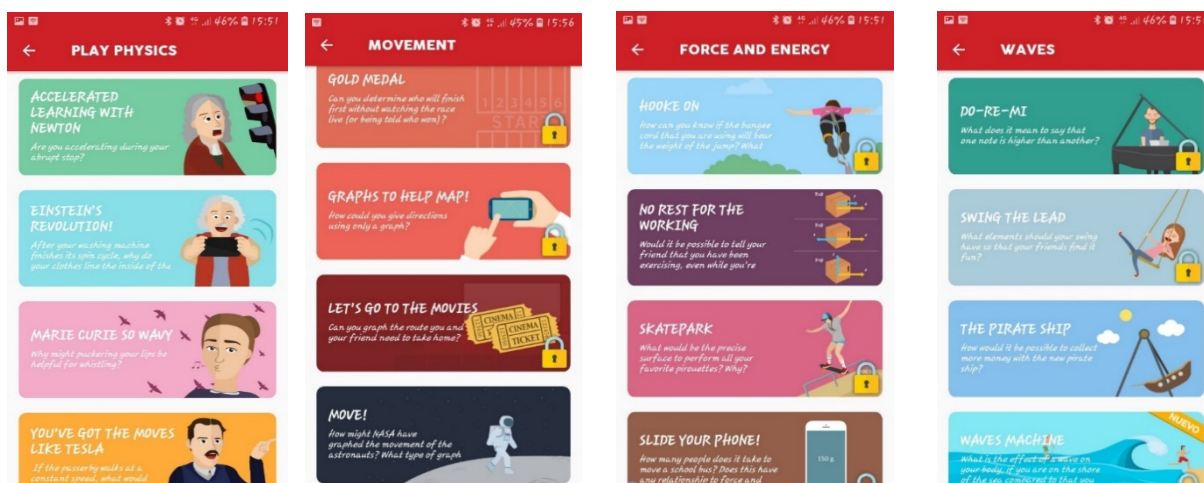 46% 15:51
PLAY PHYSICS
ACCELERATED
LEARNING WITH
NEWTON
Are you accelerating during your
abrupt stop?
EINSTEIN'S
REVOLUTION!
After your washing machine
finishes its spin cycle, why do
your clothes line the inside of the
MARIE CURIE SO WAVY
Why might puckering your lips be
helpful for whistling?
YOU'VE GOT THE MOVES
LIKE TESLA
If the passerby walks at a
constant speed, what would
45% 15:56
MOVEMENT
GOLD MEDAL
Can you determine who will finish
first without watching the race
live (or being told who won)?
1 2 3 4 5 6
START
GRAPHS TO HELP MAP!
How could you give directions
using only a graph?
LET'S GO TO THE MOVIES
Can you graph the route you and
your friend need to take home?
CINEMA
CINEMA
TICKET
MOVE!
How might NASA have
graphed the movement of the
astronauts? What type of graph
46% 15:51
FORCE AND ENERGY
HOOKE ON
How can you know if the bungee
cord that you are using will bear
the weight of the jump? What
NO REST FOR THE
WORKING
Would it be possible to tell your
friend that you have been
exercising, even while you're
SKATEPARK
What would be the precise
surface to perform all your
favorite pirouettes? Why?
SLIDE YOUR PHONE!
How many people does it take to
move a school bus? Does this have
any relationship to force and
150 g
46% 15:51
WAVES
DO-RE-MI
What does it mean to say that
one note is higher than another?
SWING THE LEAD
What elements should your swing
have so that your friends find it
fun?
THE PIRATE SHIP
How would it be possible to collect
more money with the new pirate
ship?
NUEVO
WAVES MACHINE
What is the effect of a wave on
your body, if you are on the shore
of the sea compared to that you